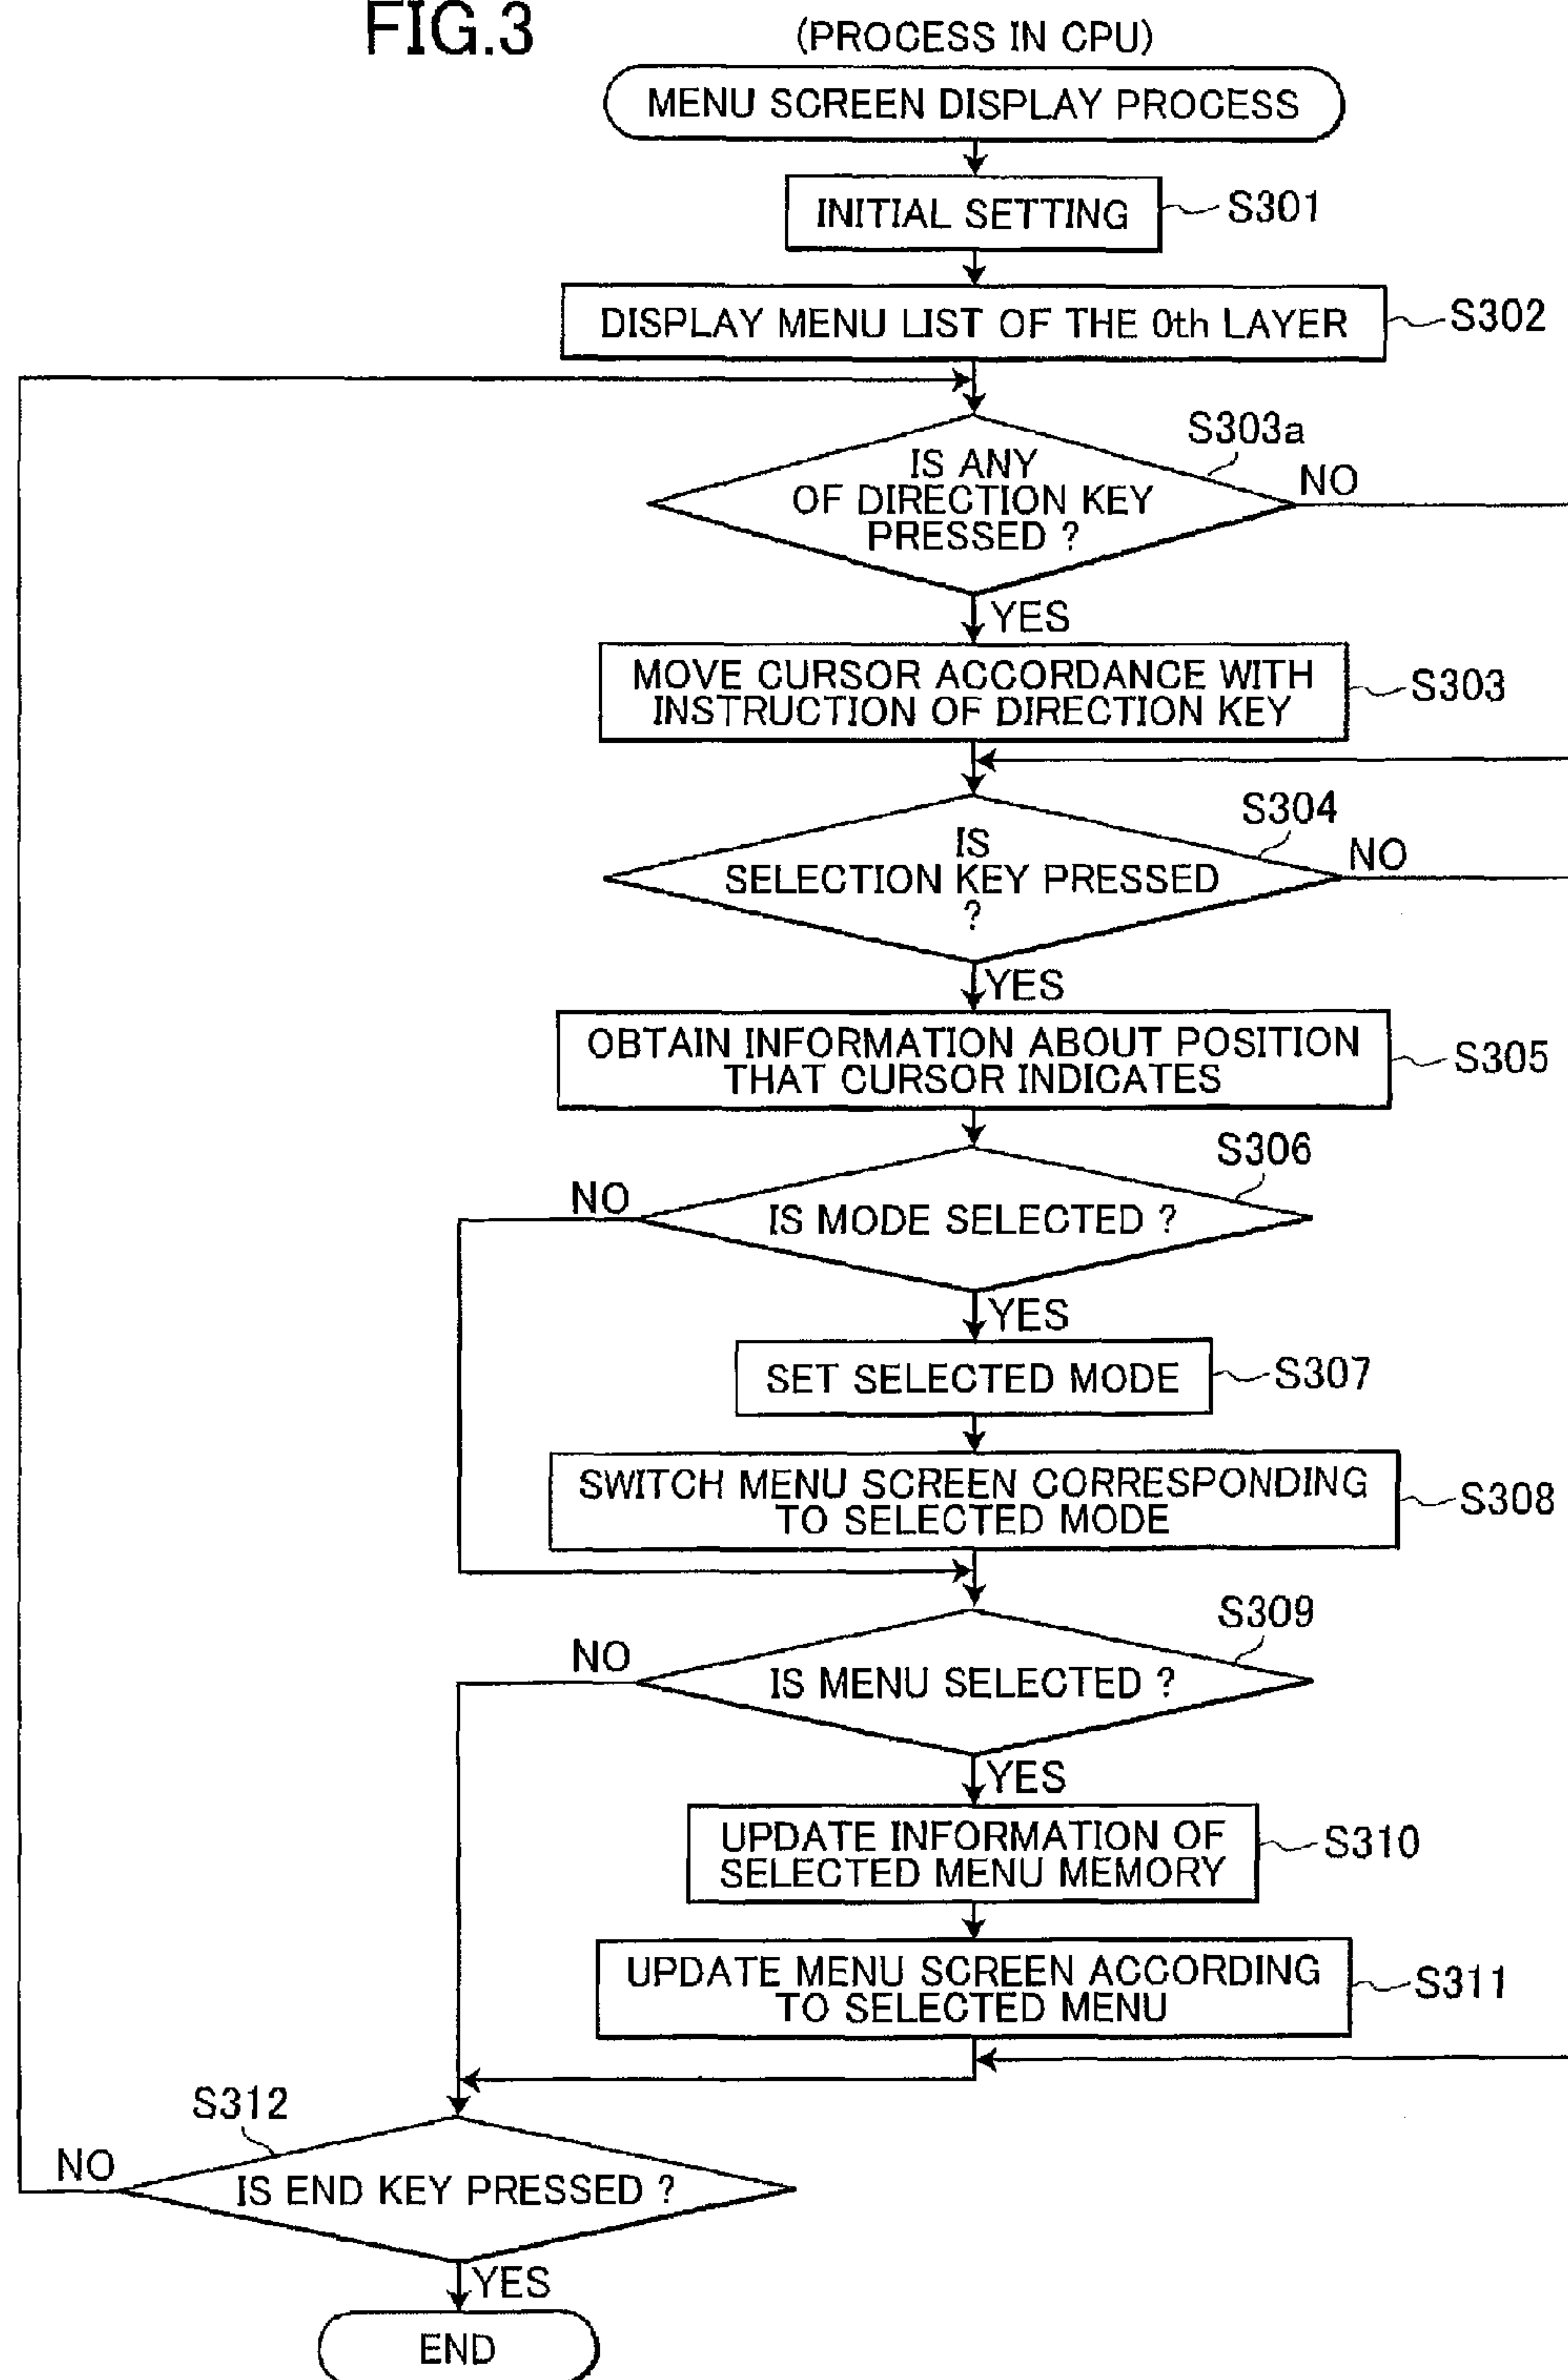 FIG.3
(PROCESS IN CPU)
MENU SCREEN DISPLAY PROCESS
INITIAL SETTING
S301
DISPLAY MENU LIST OF THE 0th LAYER
S302
S303a
IS ANY
OF DIRECTION KEY
PRESSED ?
NO
YES
MOVE CURSOR ACCORDANCE WITH
INSTRUCTION OF DIRECTION KEY
S303
S304
IS
SELECTION KEY PRESSED
?
NO
YES
OBTAIN INFORMATION ABOUT POSITION
THAT CURSOR INDICATES
S305
S306
NO
IS MODE SELECTED ?
YES
SET SELECTED MODE
S307
SWITCH MENU SCREEN CORRESPONDING
TO SELECTED MODE
S308
S309
NO
IS MENU SELECTED ?
YES
UPDATE INFORMATION OF
SELECTED MENU MEMORY
S310
UPDATE MENU SCREEN ACCORDING
TO SELECTED MENU
S311
S312
NO
IS END KEY PRESSED ?
YES
END